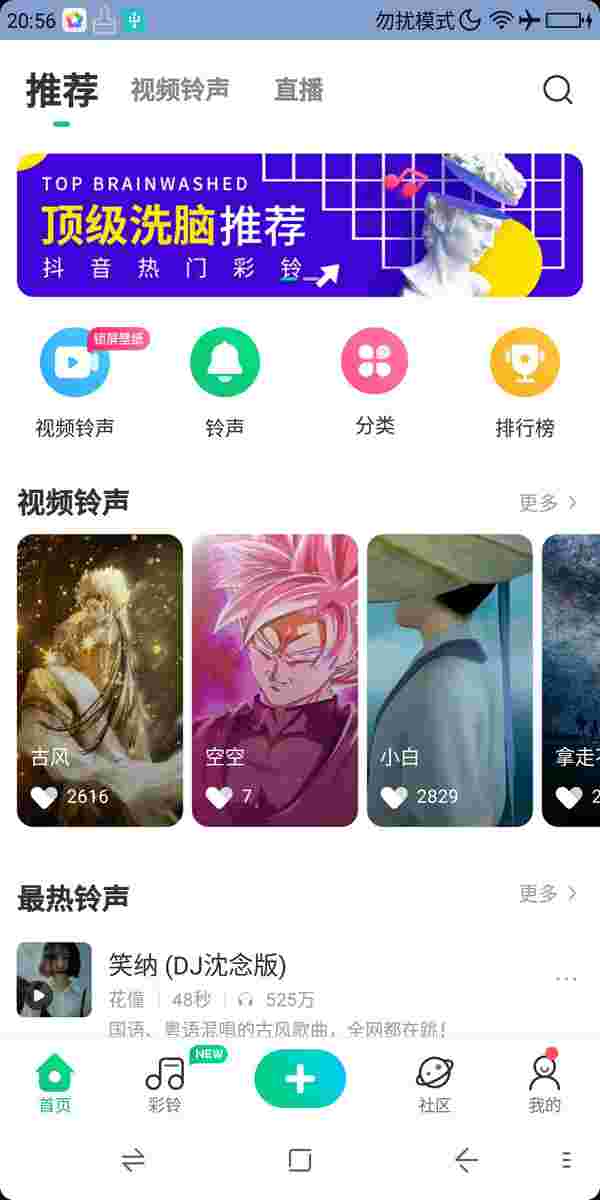 20:56 勿扰模式
推荐 视频铃声 直播
TOP BRAINWASHED
顶级洗脑推荐
抖音热门彩铃
锁屏壁纸
视频铃声 铃声 分类 排行榜
视频铃声 更多
古风 空空 小白 拿走
2616 7 2829 2
最热铃声 更多
笑纳 (DJ沈念版)
花僮 48秒 525万
国语、粤语混唱的古风歌曲，全网都在跳！
NEW
首页 彩铃 社区 我的